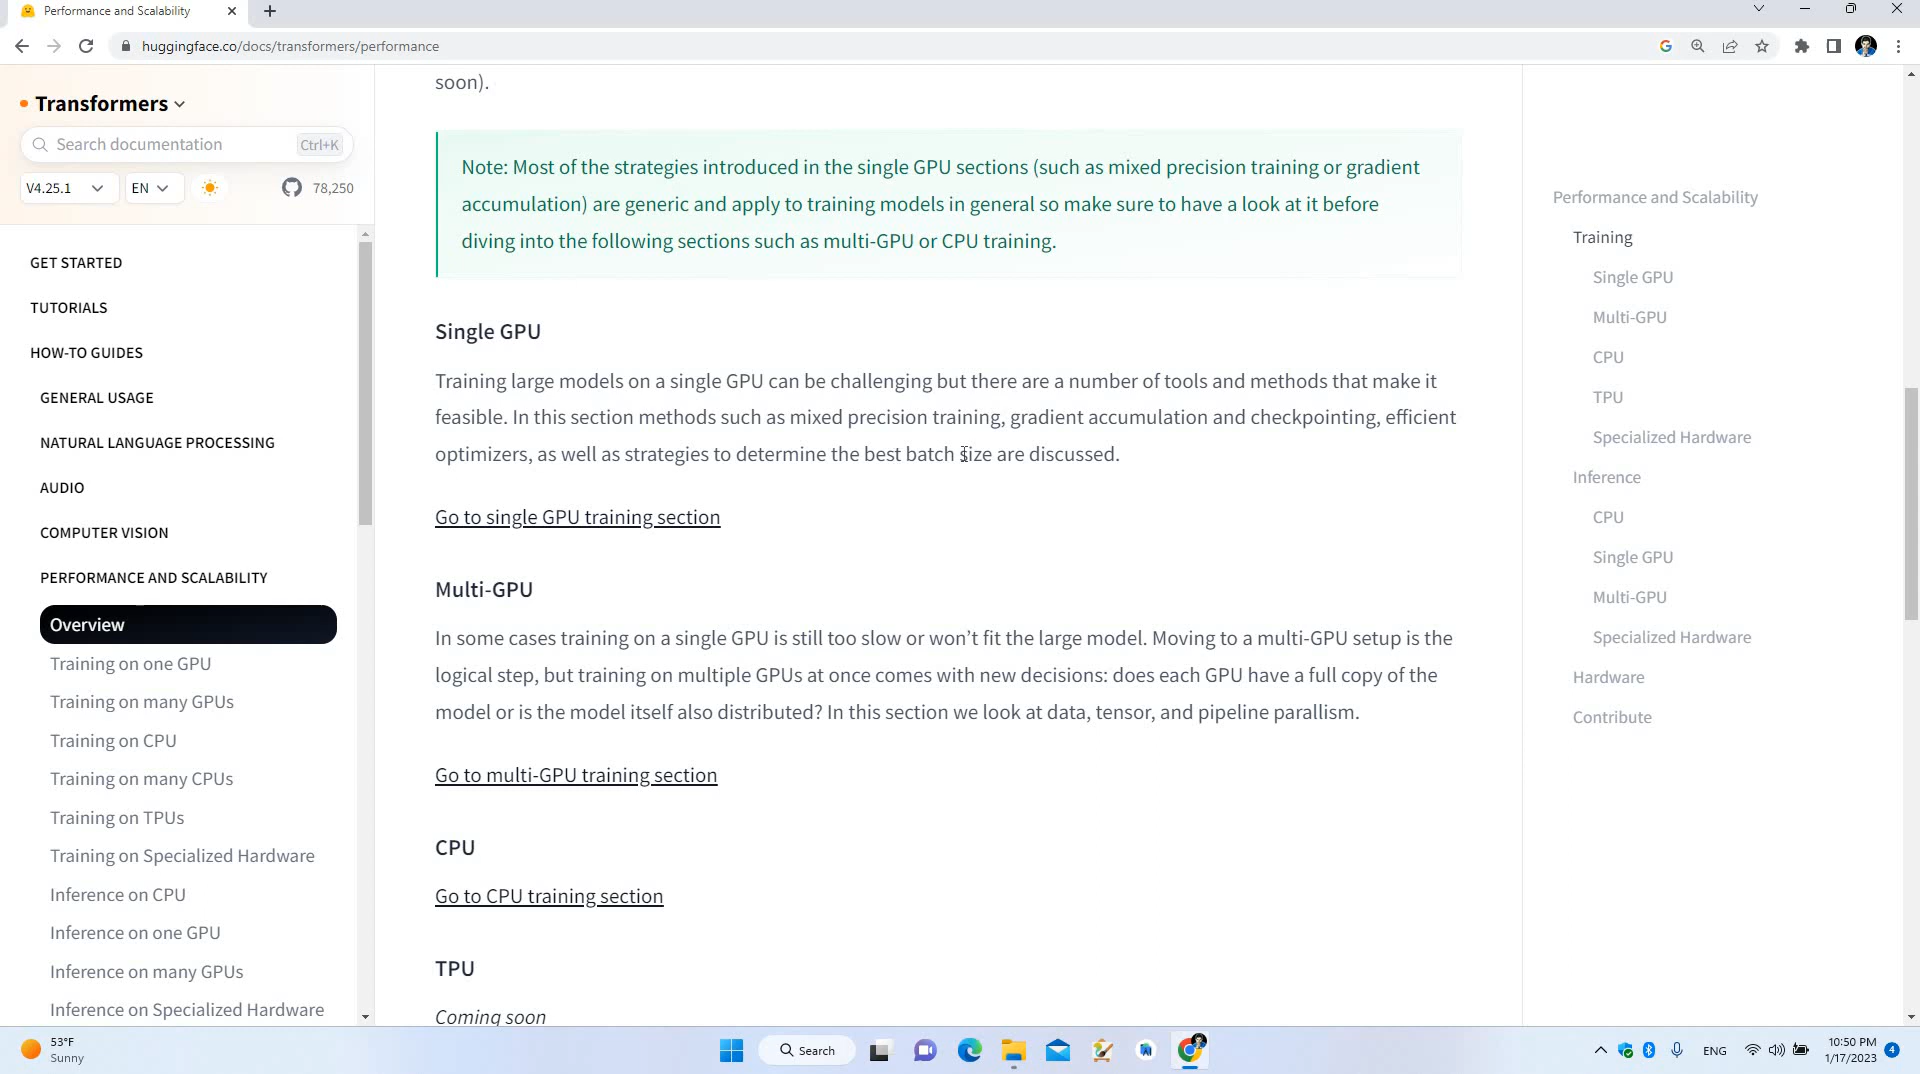 Performance and Scalability
huggingface.co/docs/transformers/performance
Transformers
Search documentation
Ctrl+K
V4.25.1
EN
78,250
GET STARTED
TUTORIALS
HOW-TO GUIDES
GENERAL USAGE
NATURAL LANGUAGE PROCESSING
AUDIO
COMPUTER VISION
PERFORMANCE AND SCALABILITY
Overview
Training on one GPU
Training on many GPUs
Training on CPU
Training on many CPUs
Training on TPUs
Training on Specialized Hardware
Inference on CPU
Inference on one GPU
Inference on many GPUs
Inference on Specialized Hardware
soon).
Note: Most of the strategies introduced in the single GPU sections (such as mixed precision training or gradient
accumulation) are generic and apply to training models in general so make sure to have a look at it before
diving into the following sections such as multi-GPU or CPU training.
Single GPU
Training large models on a single GPU can be challenging but there are a number of tools and methods that make it
feasible. In this section methods such as mixed precision training, gradient accumulation and checkpointing, efficient
optimizers, as well as strategies to determine the best batch size are discussed.
Go to single GPU training section
Multi-GPU
In some cases training on a single GPU is still too slow or won’t fit the large model. Moving to a multi-GPU setup is the
logical step, but training on multiple GPUs at once comes with new decisions: does each GPU have a full copy of the
model or is the model itself also distributed? In this section we look at data, tensor, and pipeline parallism.
Go to multi-GPU training section
CPU
Go to CPU training section
TPU
Coming soon
Performance and Scalability
Training
Single GPU
Multi-GPU
CPU
TPU
Specialized Hardware
Inference
CPU
Single GPU
Multi-GPU
Specialized Hardware
Hardware
Contribute
53°F
Sunny
Search
ENG
10:50 PM
1/17/2023
4